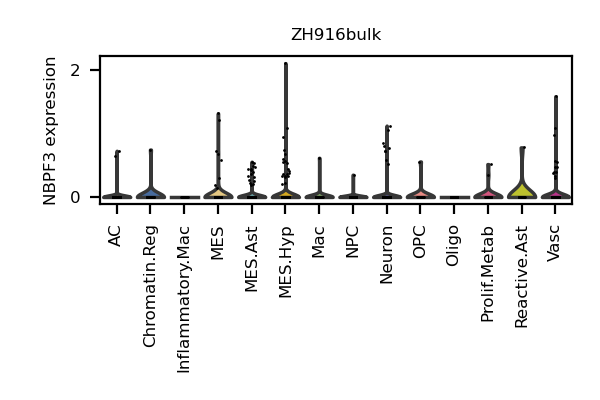 ZH916bulk
NBPF3 expression
2
0
AC
Chromatin.Reg
Inflammatory.Mac
MES
MES.Ast
MES.Hyp
Mac
NPC
Neuron
OPC
Oligo
Prolif.Metab
Reactive.Ast
Vasc